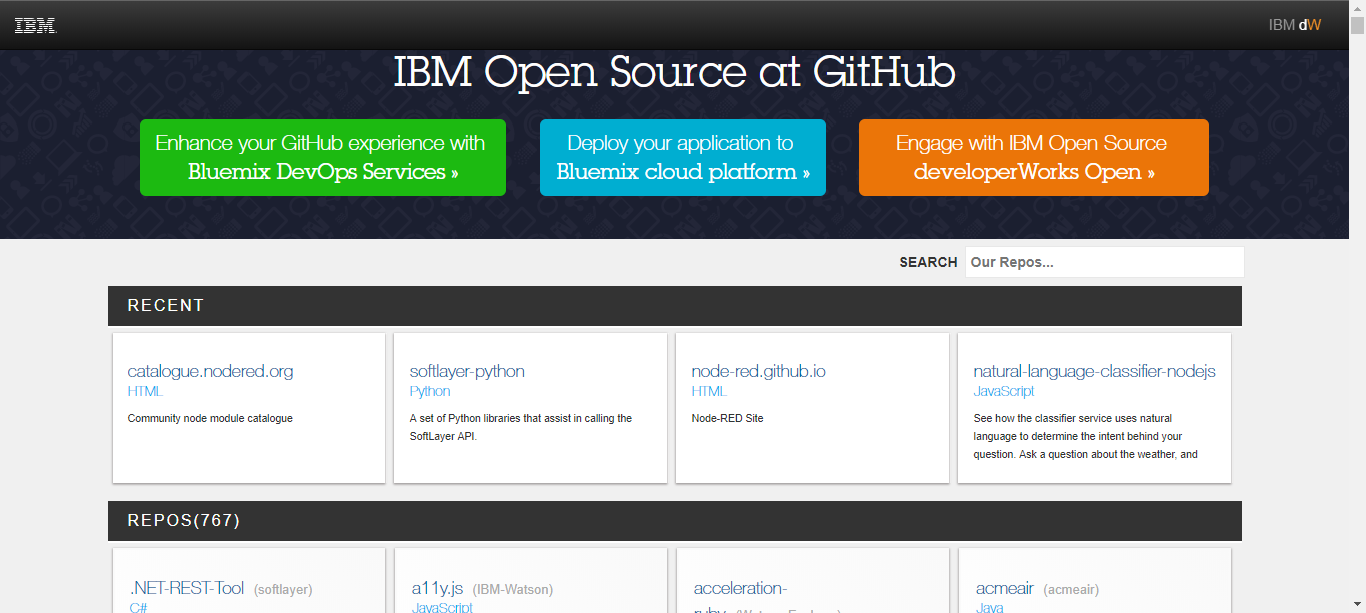 IBM
IBM dW
IBM Open Source at GitHub
Enhance your GitHub experience with
Bluemix DevOps Services »
Deploy your application to
Bluemix cloud platform »
Engage with IBM Open Source
developerWorks Open »
SEARCH Our Repos...
RECENT
catalogue.nodered.org
HTML
Community node module catalogue
softlayer-python
Python
A set of Python libraries that assist in calling the
SoftLayer API.
node-red.github.io
HTML
Node-RED Site
natural-language-classifier-nodejs
JavaScript
See how the classifier service uses natural
language to determine the intent behind your
question. Ask a question about the weather, and
REPOS(767)
.NET-REST-Tool (softlayer)
C#
a11y.js (IBM-Watson)
JavaScript
acceleration-
acmeair (acmeair)
Java